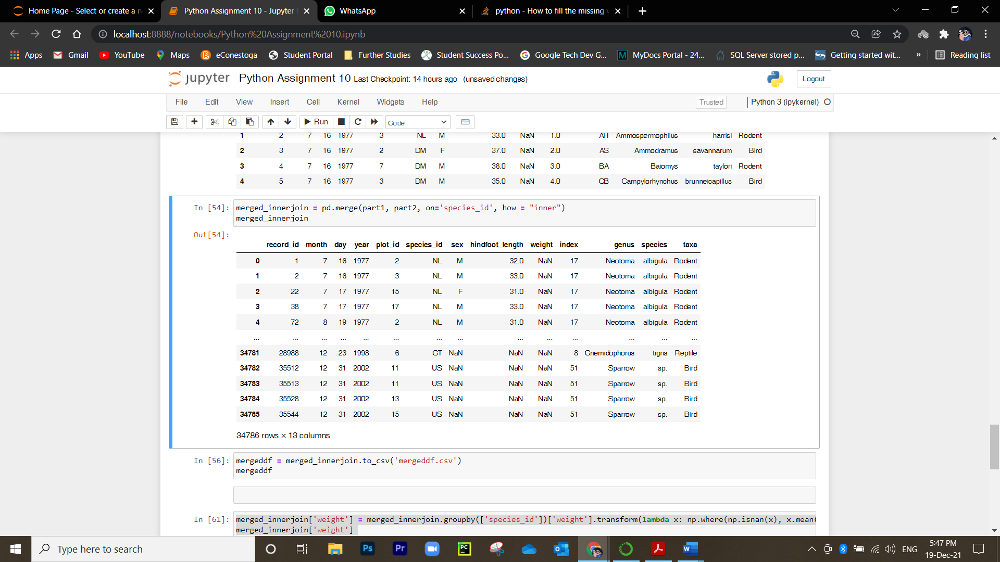 Home Page - Select or create a n
Python Assignment 10 - Jupyter
WhatsApp
python - How to fill the missing v
localhost:8888/notebooks/Python%20Assignment%2010.ipynb
Apps Gmail YouTube Maps eConestoga Student Portal Further Studies Student Success Po... Google Tech Dev G... MyDocs Portal - 24... SQL Server stored p... Getting started wit... » Reading list
jupyter Python Assignment 10 Last Checkpoint: 14 hours ago (unsaved changes) Logout
File Edit View Insert Cell Kernel Widgets Help Trusted Python 3 (ipykernel)
Run Code
1 2 7 16 1977 3 NL M 33.0 NaN 1.0 AH Ammospermophilus harrisi Rodent
2 3 7 16 1977 2 DM F 37.0 NaN 2.0 AS Ammodramus savannarum Bird
3 4 7 16 1977 7 DM M 36.0 NaN 3.0 BA Baiomys taylori Rodent
4 5 7 16 1977 3 DM M 35.0 NaN 4.0 CB Campylorhynchus brunneicapillus Bird
In [54]: merged_innerjoin = pd.merge(part1, part2, on='species_id', how = "inner")
merged_innerjoin
Out[54]:
record_id month day year plot_id species_id sex hindfoot_length weight index genus species taxa
0 1 7 16 1977 2 NL M 32.0 NaN 17 Neotoma albigula Rodent
1 2 7 16 1977 3 NL M 33.0 NaN 17 Neotoma albigula Rodent
2 22 7 17 1977 15 NL F 31.0 NaN 17 Neotoma albigula Rodent
3 38 7 17 1977 17 NL M 33.0 NaN 17 Neotoma albigula Rodent
4 72 8 19 1977 2 NL M 31.0 NaN 17 Neotoma albigula Rodent
... ... ... ... ... ... ... ... ... ... ... ... ... ...
34781 28988 12 23 1998 6 CT NaN NaN NaN 8 Cnemidophorus tigris Reptile
34782 35512 12 31 2002 11 US NaN NaN NaN 51 Sparrow sp. Bird
34783 35513 12 31 2002 11 US NaN NaN NaN 51 Sparrow sp. Bird
34784 35528 12 31 2002 13 US NaN NaN NaN 51 Sparrow sp. Bird
34785 35544 12 31 2002 15 US NaN NaN NaN 51 Sparrow sp. Bird
34786 rows × 13 columns
In [56]: mergeddf = merged_innerjoin.to_csv('mergeddf.csv')
mergeddf
In [61]: merged_innerjoin['weight'] = merged_innerjoin.groupby(['species_id'])['weight'].transform(lambda x: np.where(np.isnan(x), x.mean(
merged_innerjoin['weight']
Type here to search
Ps Pr PC W
ENG
5:47 PM
19-Dec-21